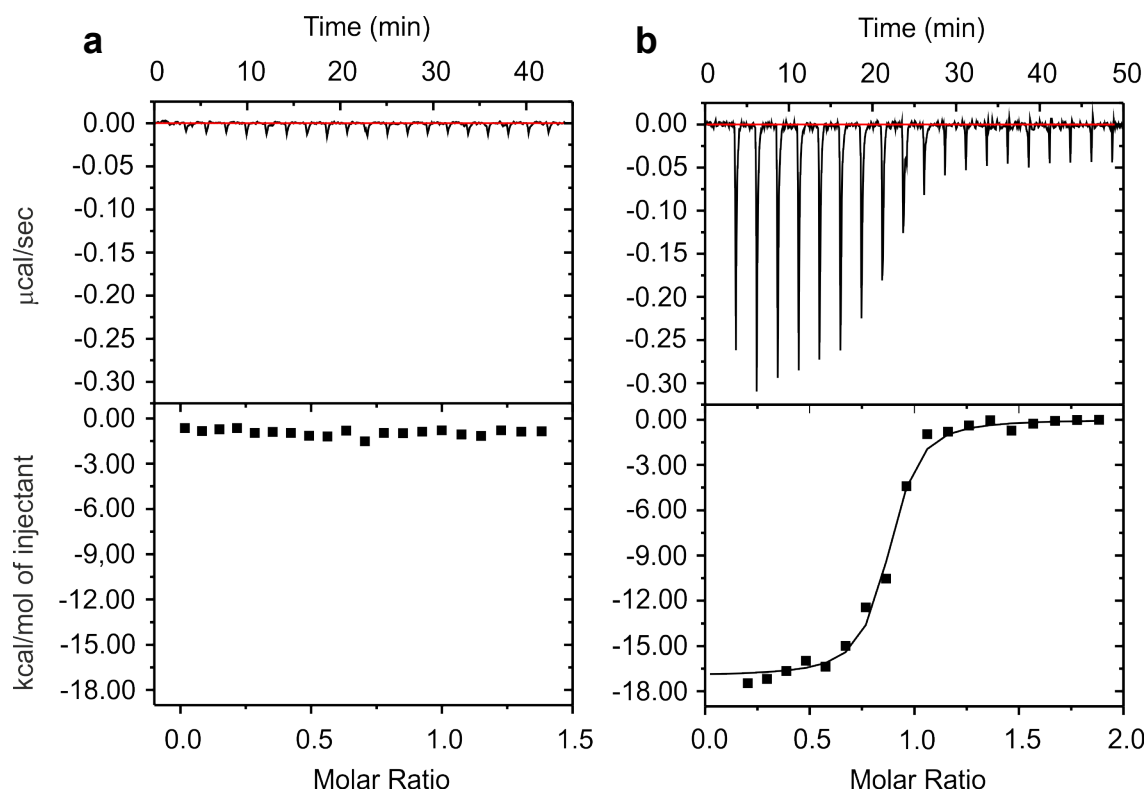 a
Time (min)
0 10 20 30 40
0.00
-0.05
-0.10
-0.15
-0.20
-0.25
-0.30
μcal/sec
0.00
-3.00
-6.00
-9,00
-12.00
-15.00
-18.00
kcal/mol of injectant
0.0 0.5 1.0 1.5
Molar Ratio
b
Time (min)
0 10 20 30 40 50
0.00
-0.05
-0.10
-0.15
-0.20
-0.25
-0.30
0.00
-3.00
-6.00
-9.00
-12.00
-15.00
-18.00
0.0 0.5 1.0 1.5 2.0
Molar Ratio